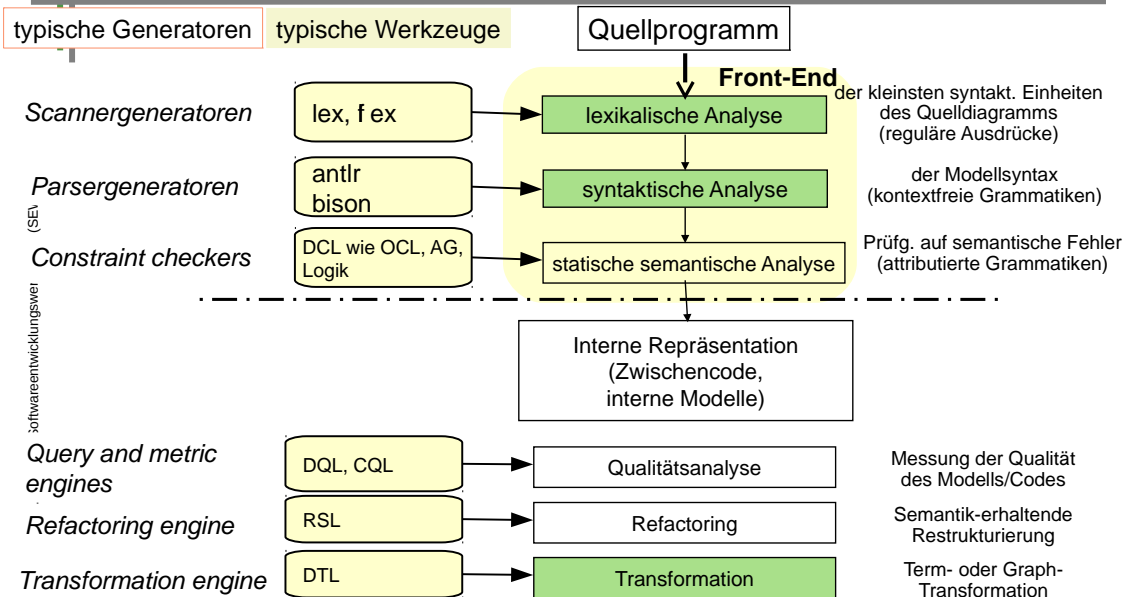 typische Generatoren
typische Werkzeuge
Quellprogramm
Front-End
Scannergeneratoren
lex, f ex
lexikalische Analyse
der kleinsten syntakt. Einheiten
des Quelldiagramms
(reguläre Ausdrücke)
Parsergeneratoren
antlr
bison
syntaktische Analyse
der Modellsyntax
(kontextfreie Grammatiken)
Constraint checkers
DCL wie OCL, AG,
Logik
statische semantische Analyse
Prüfg. auf semantische Fehler
(attributierte Grammatiken)
Interne Repräsentation
(Zwischencode,
interne Modelle)
Query and metric
engines
DQL, CQL
Qualitätsanalyse
Messung der Qualität
des Modells/Codes
Refactoring engine
RSL
Refactoring
Semantik-erhaltende
Restrukturierung
Transformation engine
DTL
Transformation
Term- oder Graph-
Transformation